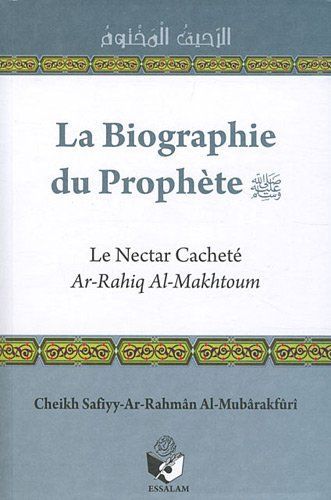 الرحيق المختوم
La Biographie
du Prophète ﷺ
Le Nectar Cacheté
Ar-Rahiq Al-Makhtoum
Cheikh Safiyy-Ar-Rahmân Al-Mubârakfûrî
ESSALAM